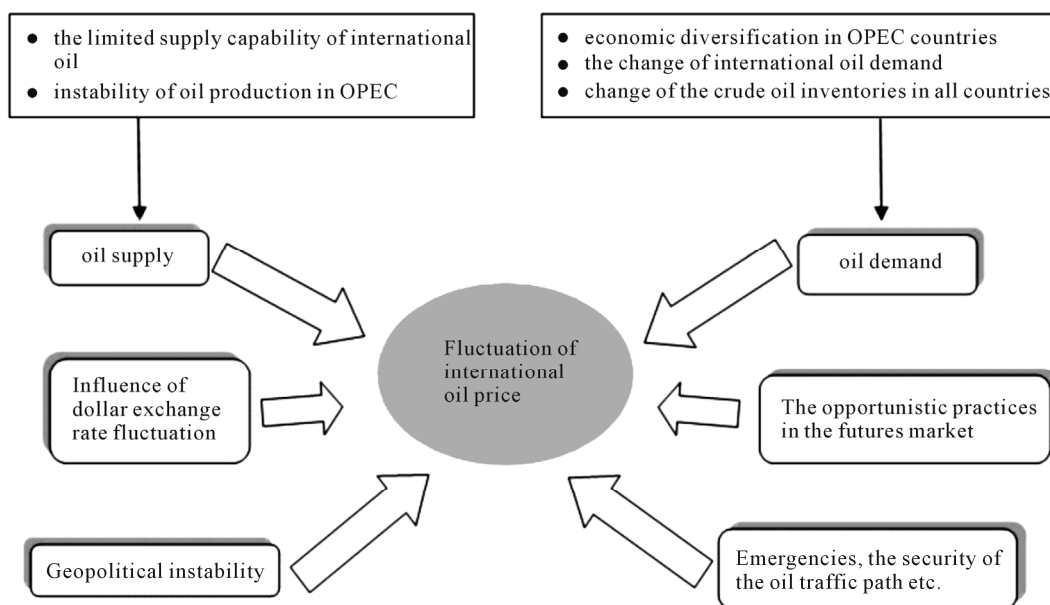 ● the limited supply capability of international
oil
● instability of oil production in OPEC
● economic diversification in OPEC countries
● the change of international oil demand
● change of the crude oil inventories in all countries
oil supply
oil demand
Fluctuation of
international
oil price
Influence of
dollar exchange
rate fluctuation
The opportunistic practices
in the futures market
Geopolitical instability
Emergencies, the security of
the oil traffic path etc.